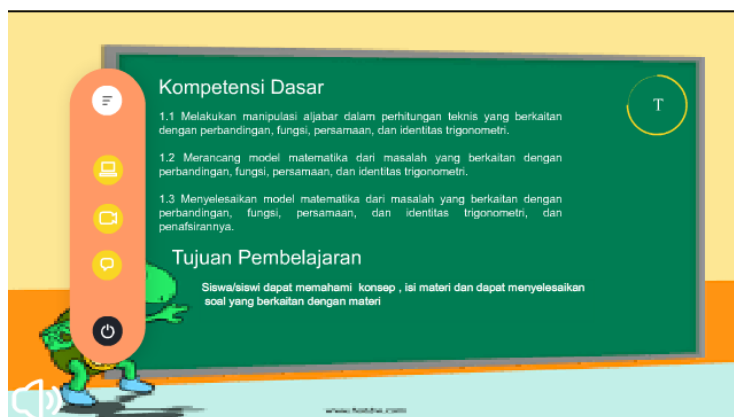 Kompetensi Dasar
T
1.1 Melakukan manipulasi aljabar dalam perhitungan teknis yang berkaitan
dengan perbandingan, fungsi, persamaan, dan identitas trigonometri.
1.2 Merancang model matematika dari masalah yang berkaitan dengan
perbandingan, fungsi, persamaan, dan identitas trigonometri.
1.3 Menyelesaikan model matematika dari masalah yang berkaitan dengan
perbandingan, fungsi, persamaan, dan identitas trigonometri, dan
penafsirannya.
Tujuan Pembelajaran
Siswa/siswi dapat memahami konsep , isi materi dan dapat menyelesaikan
soal yang berkaitan dengan materi